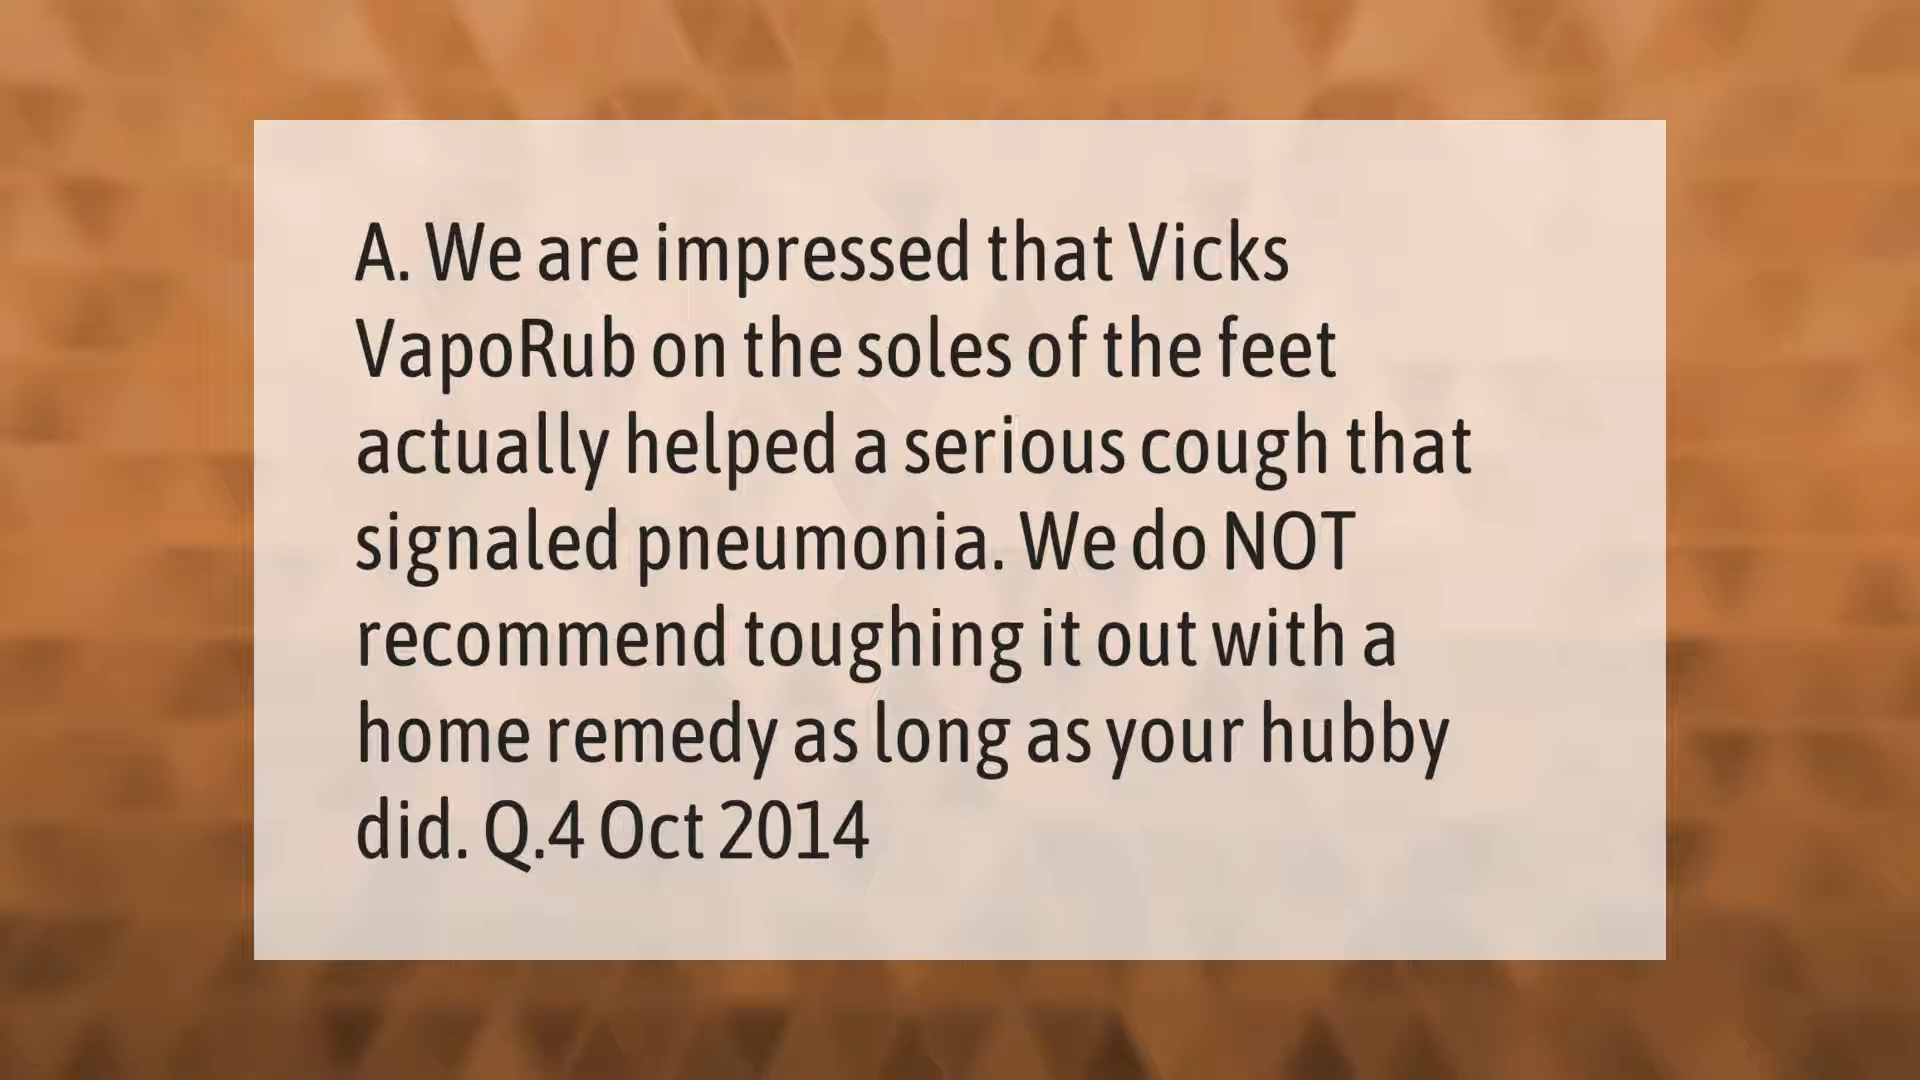 A. We are impressed that Vicks
VapoRub on the soles of the feet
actually helped a serious cough that
signaled pneumonia. We do NOT
recommend toughing it out with a
home remedy as long as your hubby
did. Q.4 Oct 2014